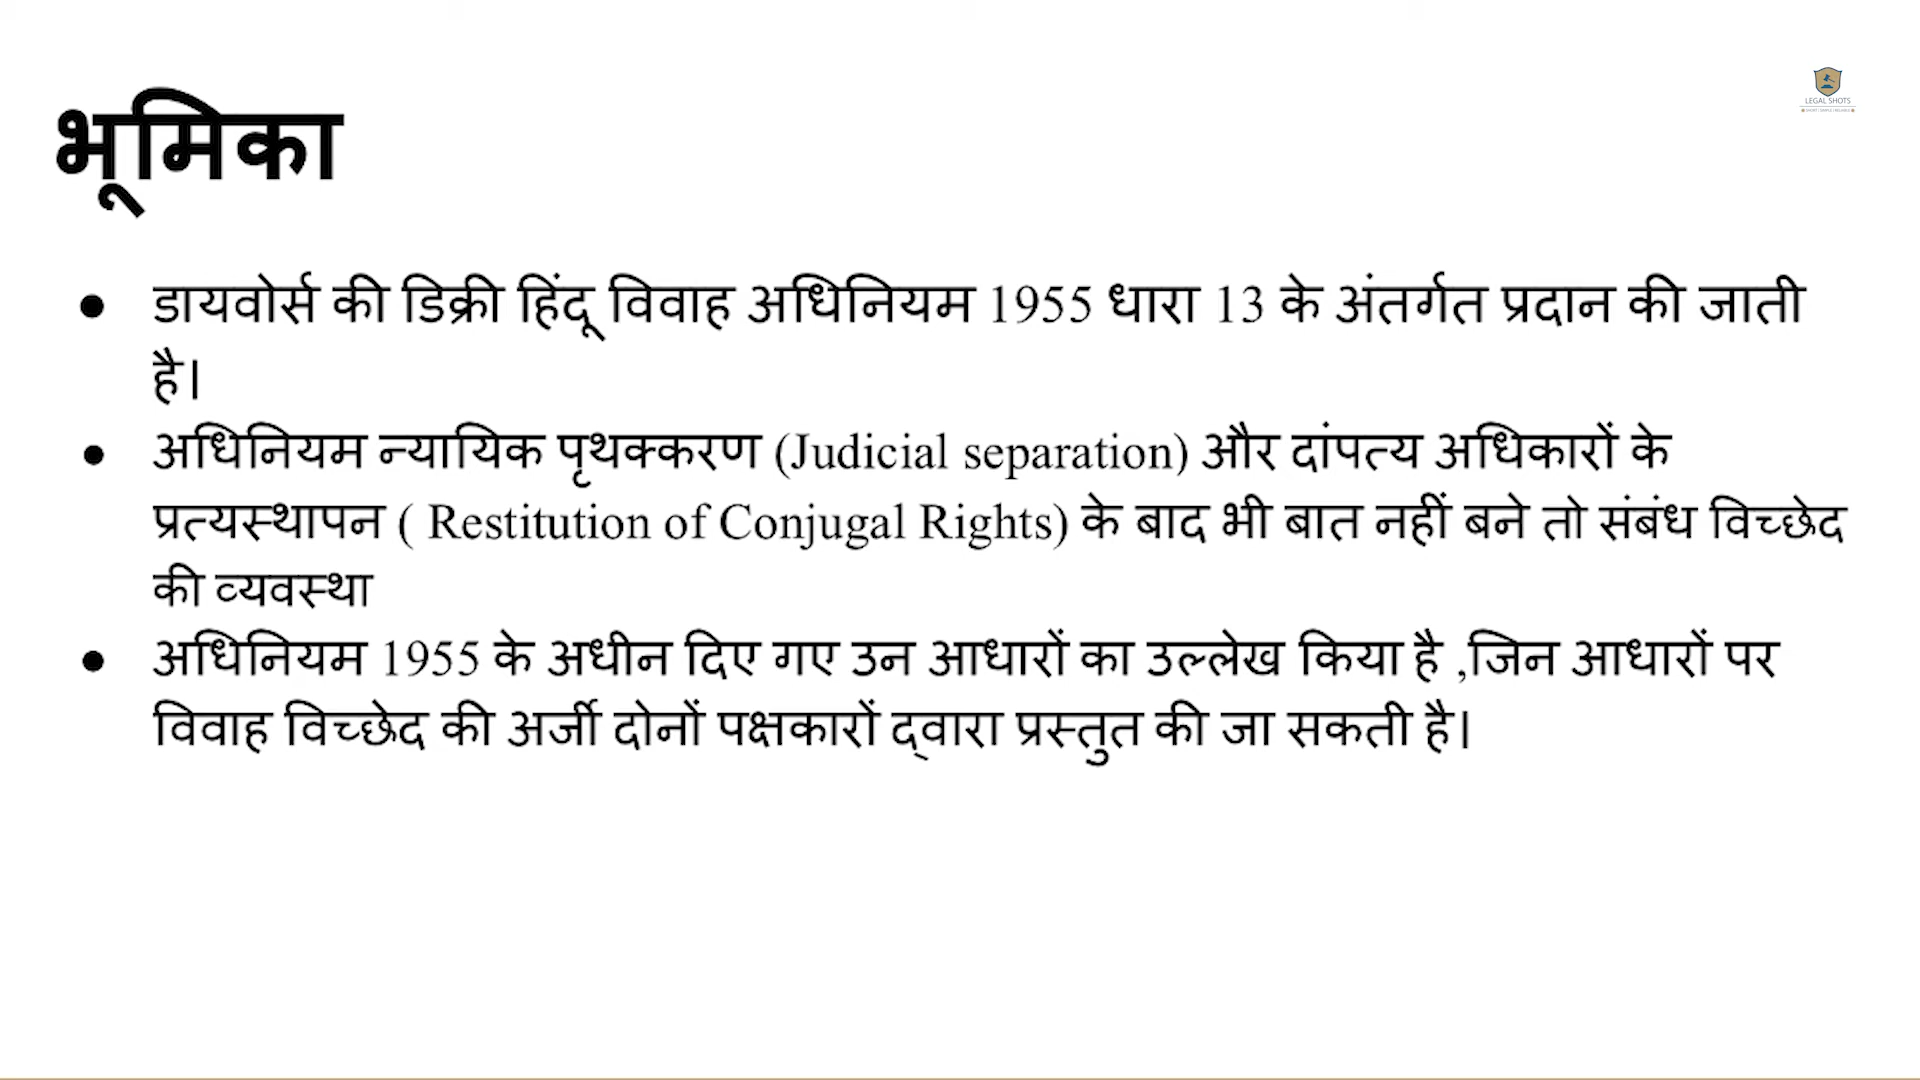 LEGAL SHOTS
भूमिका
● डायवोर्स की डिक्री हिंदू विवाह अधिनियम 1955 धारा 13 के अंतर्गत प्रदान की जाती
है।
● अधिनियम न्यायिक पृथक्करण (Judicial separation) और दांपत्य अधिकारों के
प्रत्यस्थापन ( Restitution of Conjugal Rights) के बाद भी बात नहीं बने तो संबंध विच्छेद
की व्यवस्था
● अधिनियम 1955 के अधीन दिए गए उन आधारों का उल्लेख किया है ,जिन आधारों पर
विवाह विच्छेद की अर्जी दोनों पक्षकारों द्वारा प्रस्तुत की जा सकती है।